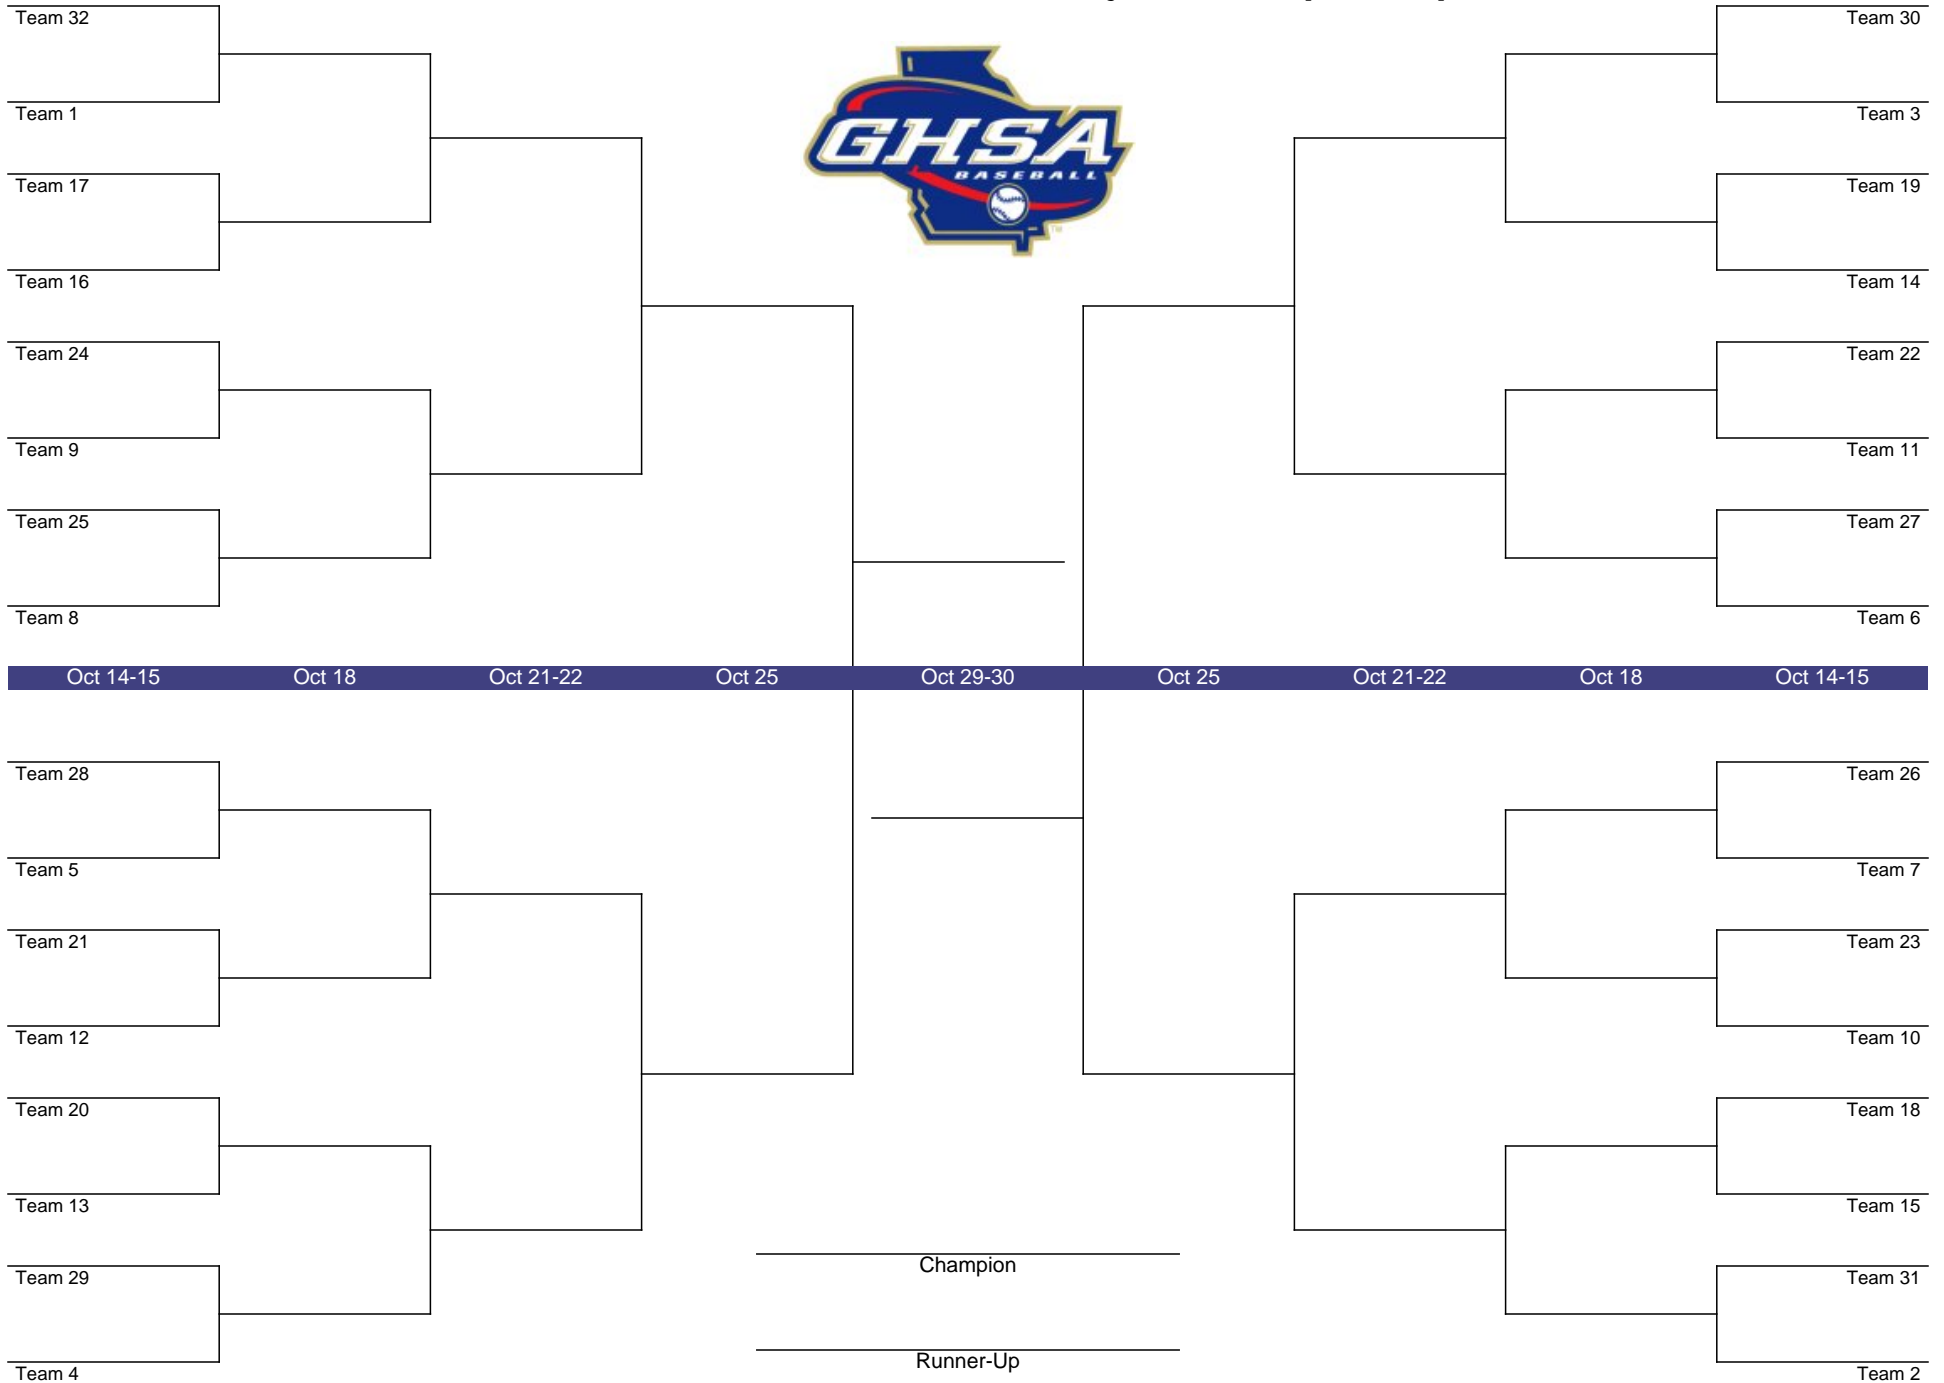 Team 32
Team 1
Team 17
Team 16
Team 24
Team 9
Team 25
Team 8
GHSA
BASEBALL
TM
Team 30
Team 3
Team 19
Team 14
Team 22
Team 11
Team 27
Team 6
Oct 14-15 Oct 18 Oct 21-22 Oct 25 Oct 29-30 Oct 25 Oct 21-22 Oct 18 Oct 14-15
Team 28
Team 5
Team 21
Team 12
Team 20
Team 13
Team 29
Team 4
Champion
Runner-Up
Team 26
Team 7
Team 23
Team 10
Team 18
Team 15
Team 31
Team 2